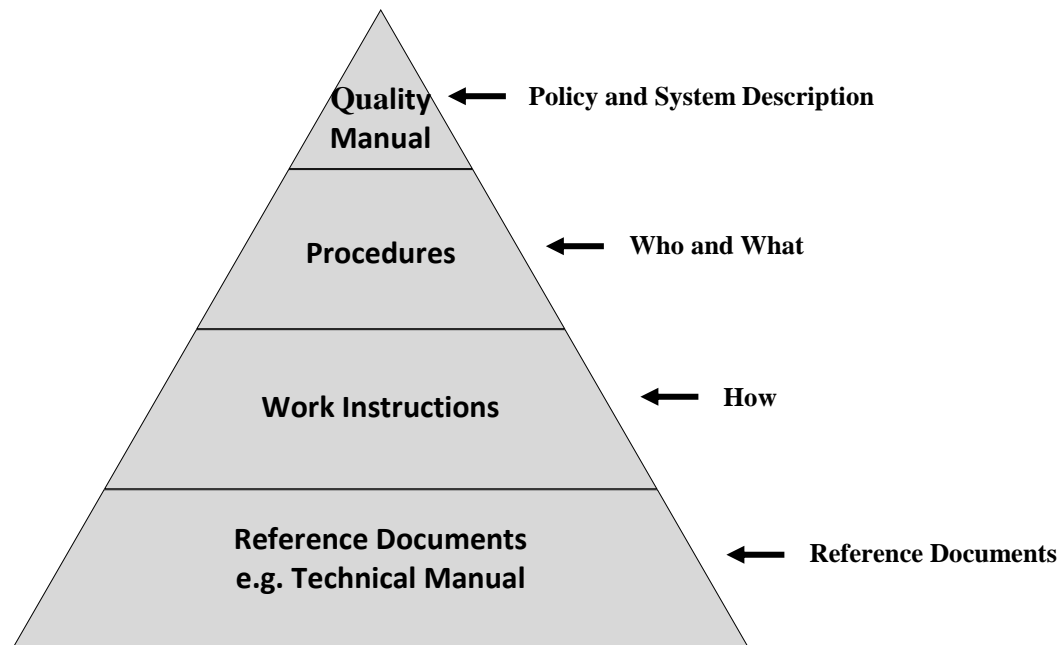 Quality
Manual
Policy and System Description
Procedures
Who and What
Work Instructions
How
Reference Documents
e.g. Technical Manual
Reference Documents